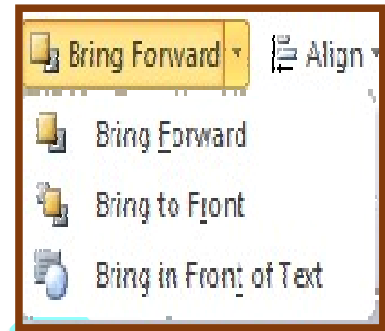 Bring Forward Align
Bring Forward
Bring to Front
Bring in Front of Text